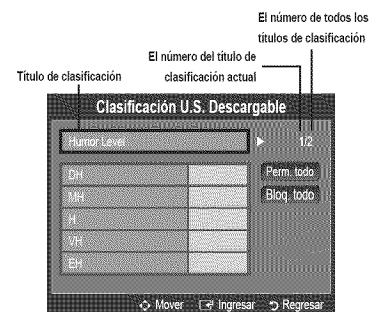 El número de todos los
títulos de clasificación
El número del título de
clasificación actual
Título de clasificación
Clasificación U.S. Descargable
Humor Level ▶ 1/2
DH
MH
H
VH
EH
Perm. todo
Bloq. todo
Mover Ingresar Regresar